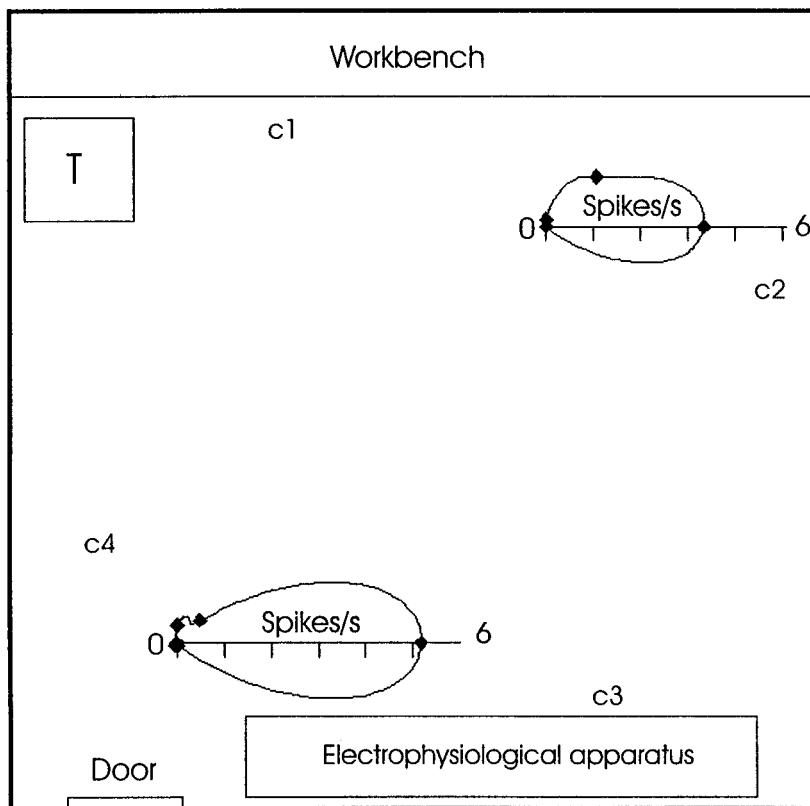 Workbench
T
c1
Spikes/s
0
6
c2
c4
Spikes/s
0
6
c3
Electrophysiological apparatus
Door